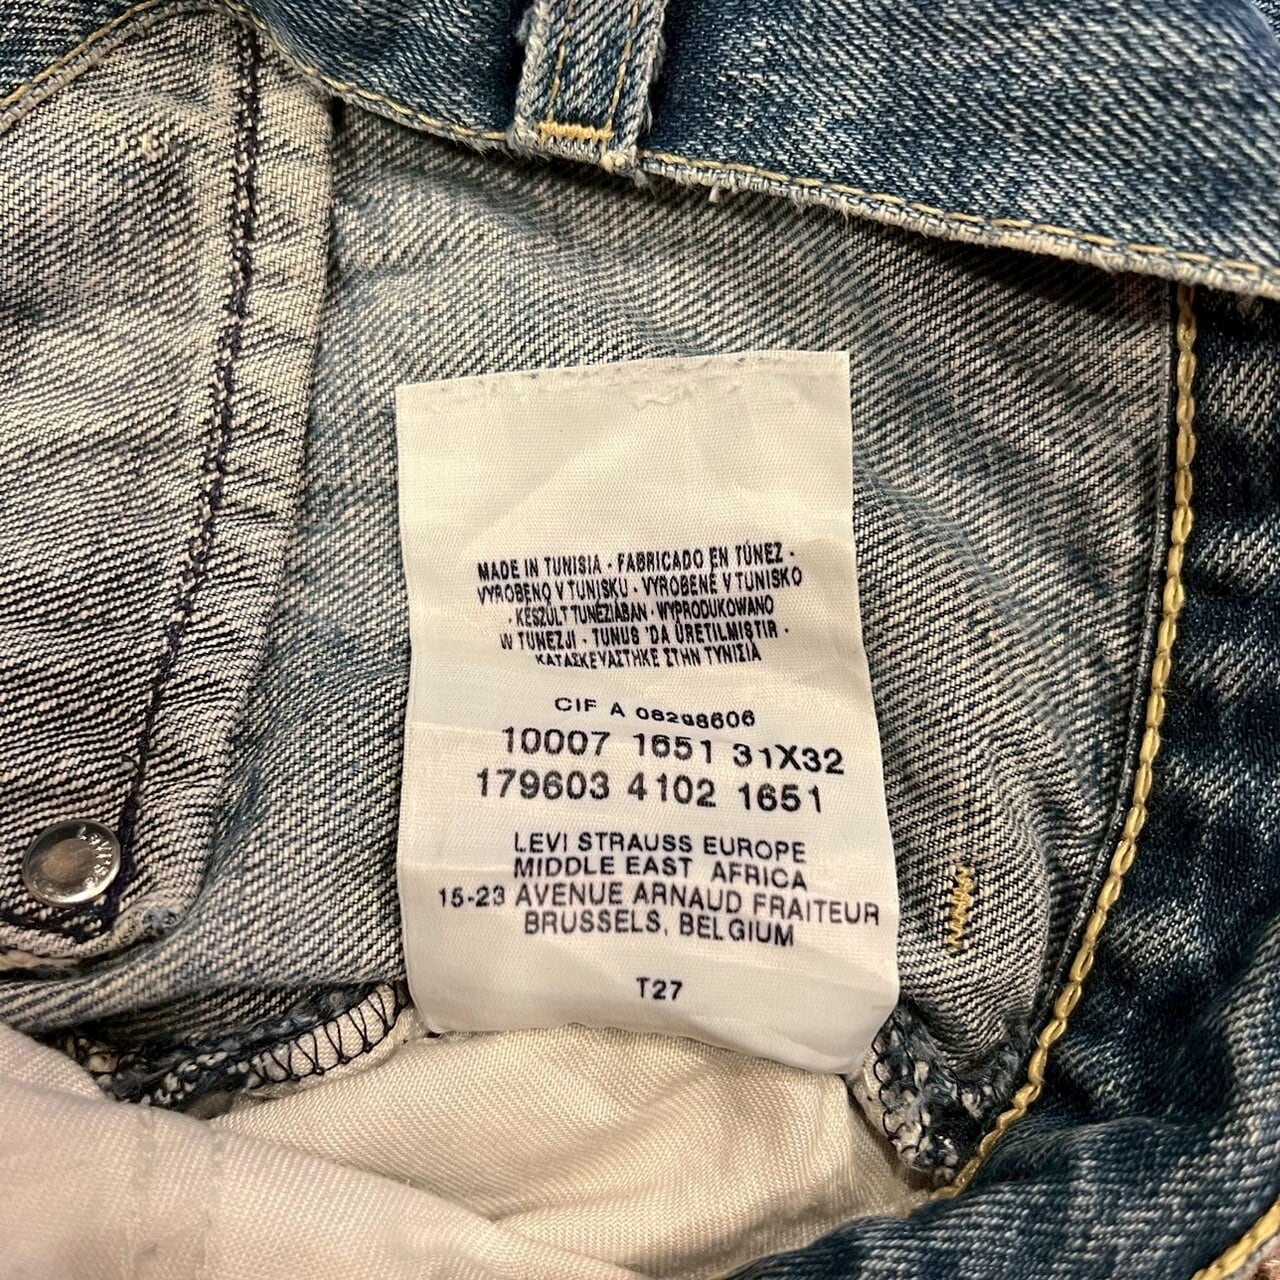 MADE IN TUNISIA - FABRICADO EN TÚNEZ -
VYROBENO V TUNISKU - VYROBENÉ V TUNISKO
- KÉSZÜLT TUNÉZIÁBAN - WYPRODUKOWANO
W TUNEZJI - TUNUS 'DA ÜRETILMISTIR -
ΚΑΤΑΣΚΕΥΑΣΤΗΚΕ ΣΤΗΝ ΤΥΝΙΣΙΑ
CIF A 08298606
10007 1651 31X32
179603 4102 1651
LEVI STRAUSS EUROPE
MIDDLE EAST AFRICA
15-23 AVENUE ARNAUD FRAITEUR
BRUSSELS, BELGIUM
T27